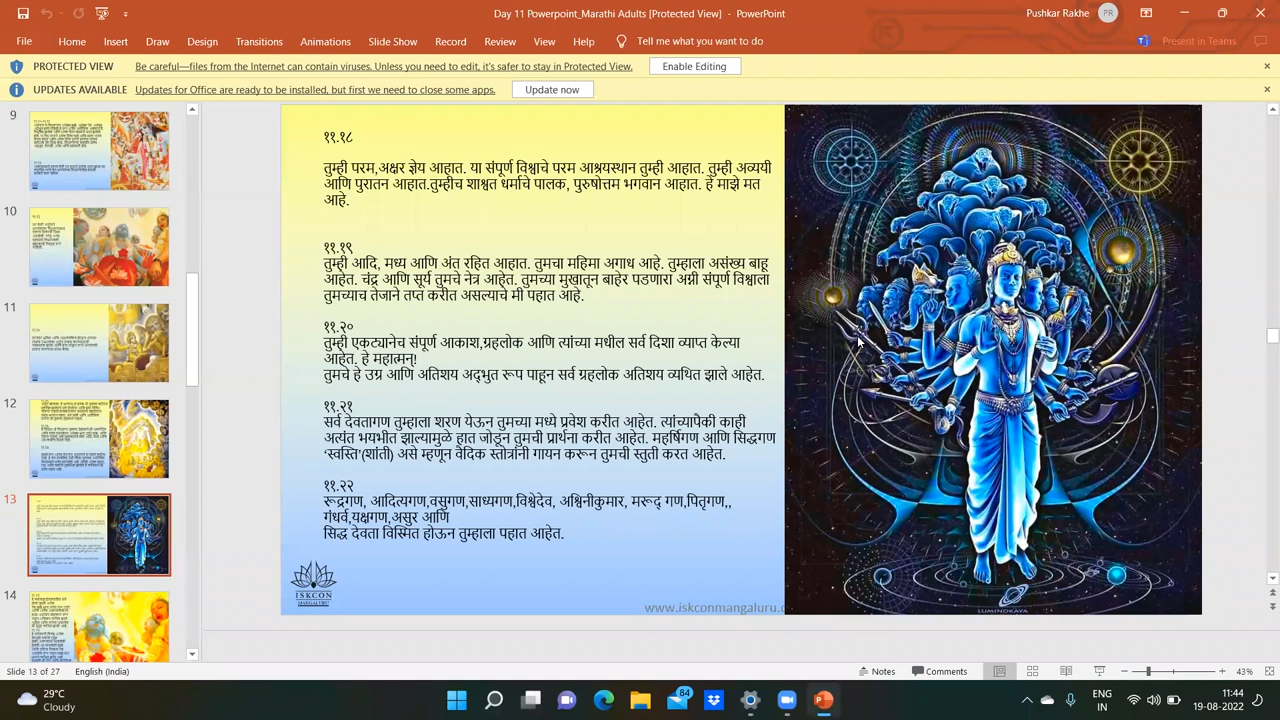 Day 11 Powerpoint_Marathi Adults [Protected View] - PowerPoint
Pushkar Rakhe
PR
File Home Insert Draw Design Transitions Animations Slide Show Record Review View Help Tell me what you want to do
Present in Teams
PROTECTED VIEW Be careful—files from the Internet can contain viruses. Unless you need to edit, it's safer to stay in Protected View. Enable Editing
UPDATES AVAILABLE Updates for Office are ready to be installed, but first we need to close some apps. Update now
9
10
11
12
13
14
११.१८
तुम्ही परम,अक्षर ज्ञेय आहात. या संपूर्ण विश्वाचे परम आश्रयस्थान तुम्ही आहात. तुम्ही अव्ययी
आणि पुरातन आहात.तुम्हीच शाश्वत धर्माचे पालक, पुरुषोत्तम भगवान आहात. हे माझे मत
आहे.
११.१९
तुम्ही आदि, मध्य आणि अंत रहित आहात. तुमचा महिमा अगाध आहे. तुम्हाला असंख्य बाहू
आहेत. चंद्र आणि सूर्य तुमचे नेत्र आहेत. तुमच्या मुखातून बाहेर पडणारा अग्नी संपूर्ण विश्वाला
तुमच्याच तेजाने तप्त करीत असल्याचे मी पहात आहे.
११.२०
तुम्ही एकट्यानेच संपूर्ण आकाश,ग्रहलोक आणि त्यांच्या मधील सर्व दिशा व्याप्त केल्या
आहेत. हे महात्मन्!
तुमचे हे उग्र आणि अतिशय अद्भुत रूप पाहून सर्व ग्रहलोक अतिशय व्यथित झाले आहेत.
११.२१
सर्व देवतागण तुम्हाला शरण येऊन तुमच्या मध्ये प्रवेश करीत आहेत. त्यांच्यापैकी काही
अत्यंत भयभीत झाल्यामुळे हात जोडून तुमची प्रार्थना करीत आहेत. महर्षिगण आणि सिद्धगण
'स्वस्ति'(शांती) असे म्हणून वेदिक स्तोत्रांनी गायन करून तुमची स्तुती करत आहेत.
११.२२
रूद्रगण, आदित्यगण,वसुगण,साध्यगण,विश्वेदेव, अश्विनीकुमार, मरूद् गण,पितृगण,,
गंधर्व,यक्षगण,असुर आणि
सिद्ध देवता विस्मित होऊन तुम्हाला पहात आहेत.
ISKCON
MANGALURU
www.iskconmangaluru.c
LUMINOKAYA
Slide 13 of 27 English (India) Notes Comments 43%
29°C
Cloudy
84
ENG
IN
11:44
19-08-2022